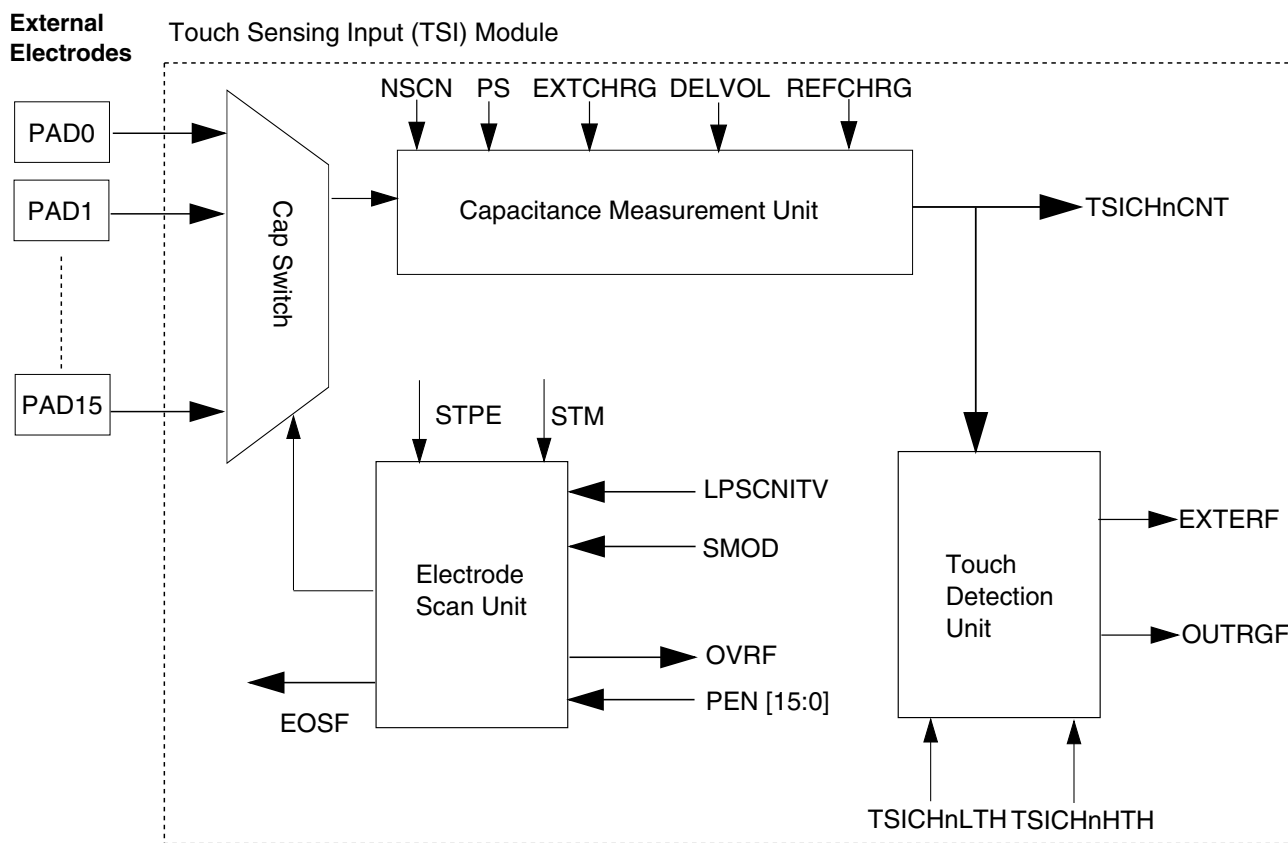 External
Electrodes
Touch Sensing Input (TSI) Module
NSCN PS EXTCHRG DELVOL REFCHRG
PAD0
PAD1
PAD15
Cap Switch
Capacitance Measurement Unit
TSICHnCNT
STPE
STM
LPSCNITV
SMOD
Electrode
Scan Unit
OVRF
PEN [15:0]
EOSF
Touch
Detection
Unit
EXTERF
OUTRGF
TSICHnLTH TSICHnHTH